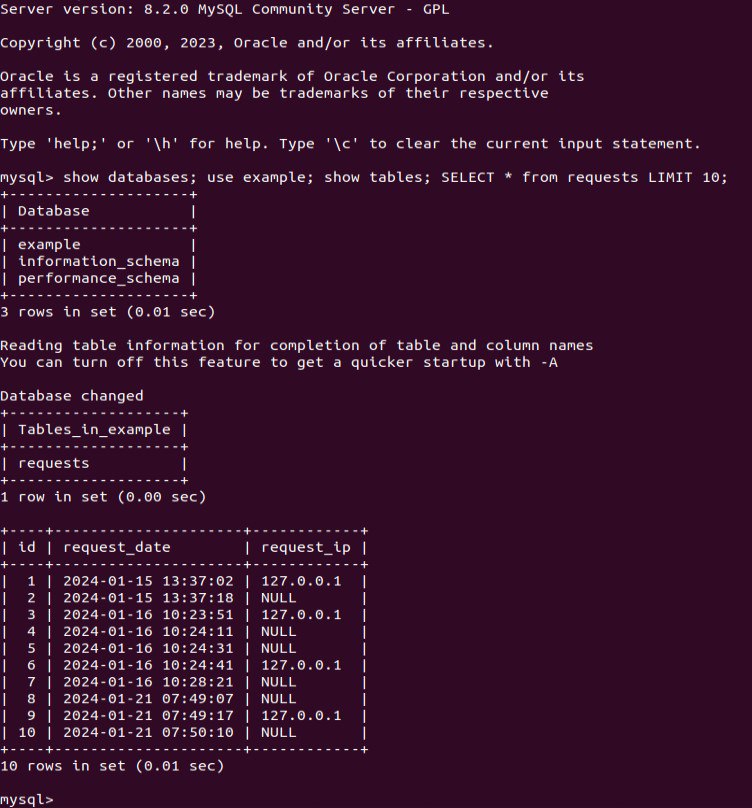 Server version: 8.2.0 MySQL Community Server - GPL

Copyright (c) 2000, 2023, Oracle and/or its affiliates.

Oracle is a registered trademark of Oracle Corporation and/or its
affiliates. Other names may be trademarks of their respective
owners.

Type 'help;' or '\h' for help. Type '\c' to clear the current input statement.

mysql> show databases; use example; show tables; SELECT * from requests LIMIT 10;
+--------------------+
| Database           |
+--------------------+
| example            |
| information_schema |
| performance_schema |
+--------------------+
3 rows in set (0.01 sec)

Reading table information for completion of table and column names
You can turn off this feature to get a quicker startup with -A

Database changed
+-------------------+
| Tables_in_example |
+-------------------+
| requests          |
+-------------------+
1 row in set (0.00 sec)

+----+---------------------+------------+
| id | request_date        | request_ip |
+----+---------------------+------------+
|  1 | 2024-01-15 13:37:02 | 127.0.0.1  |
|  2 | 2024-01-15 13:37:18 | NULL       |
|  3 | 2024-01-16 10:23:51 | 127.0.0.1  |
|  4 | 2024-01-16 10:24:11 | NULL       |
|  5 | 2024-01-16 10:24:31 | NULL       |
|  6 | 2024-01-16 10:24:41 | 127.0.0.1  |
|  7 | 2024-01-16 10:28:21 | NULL       |
|  8 | 2024-01-21 07:49:07 | NULL       |
|  9 | 2024-01-21 07:49:17 | 127.0.0.1  |
| 10 | 2024-01-21 07:50:10 | NULL       |
+----+---------------------+------------+
10 rows in set (0.01 sec)

mysql>